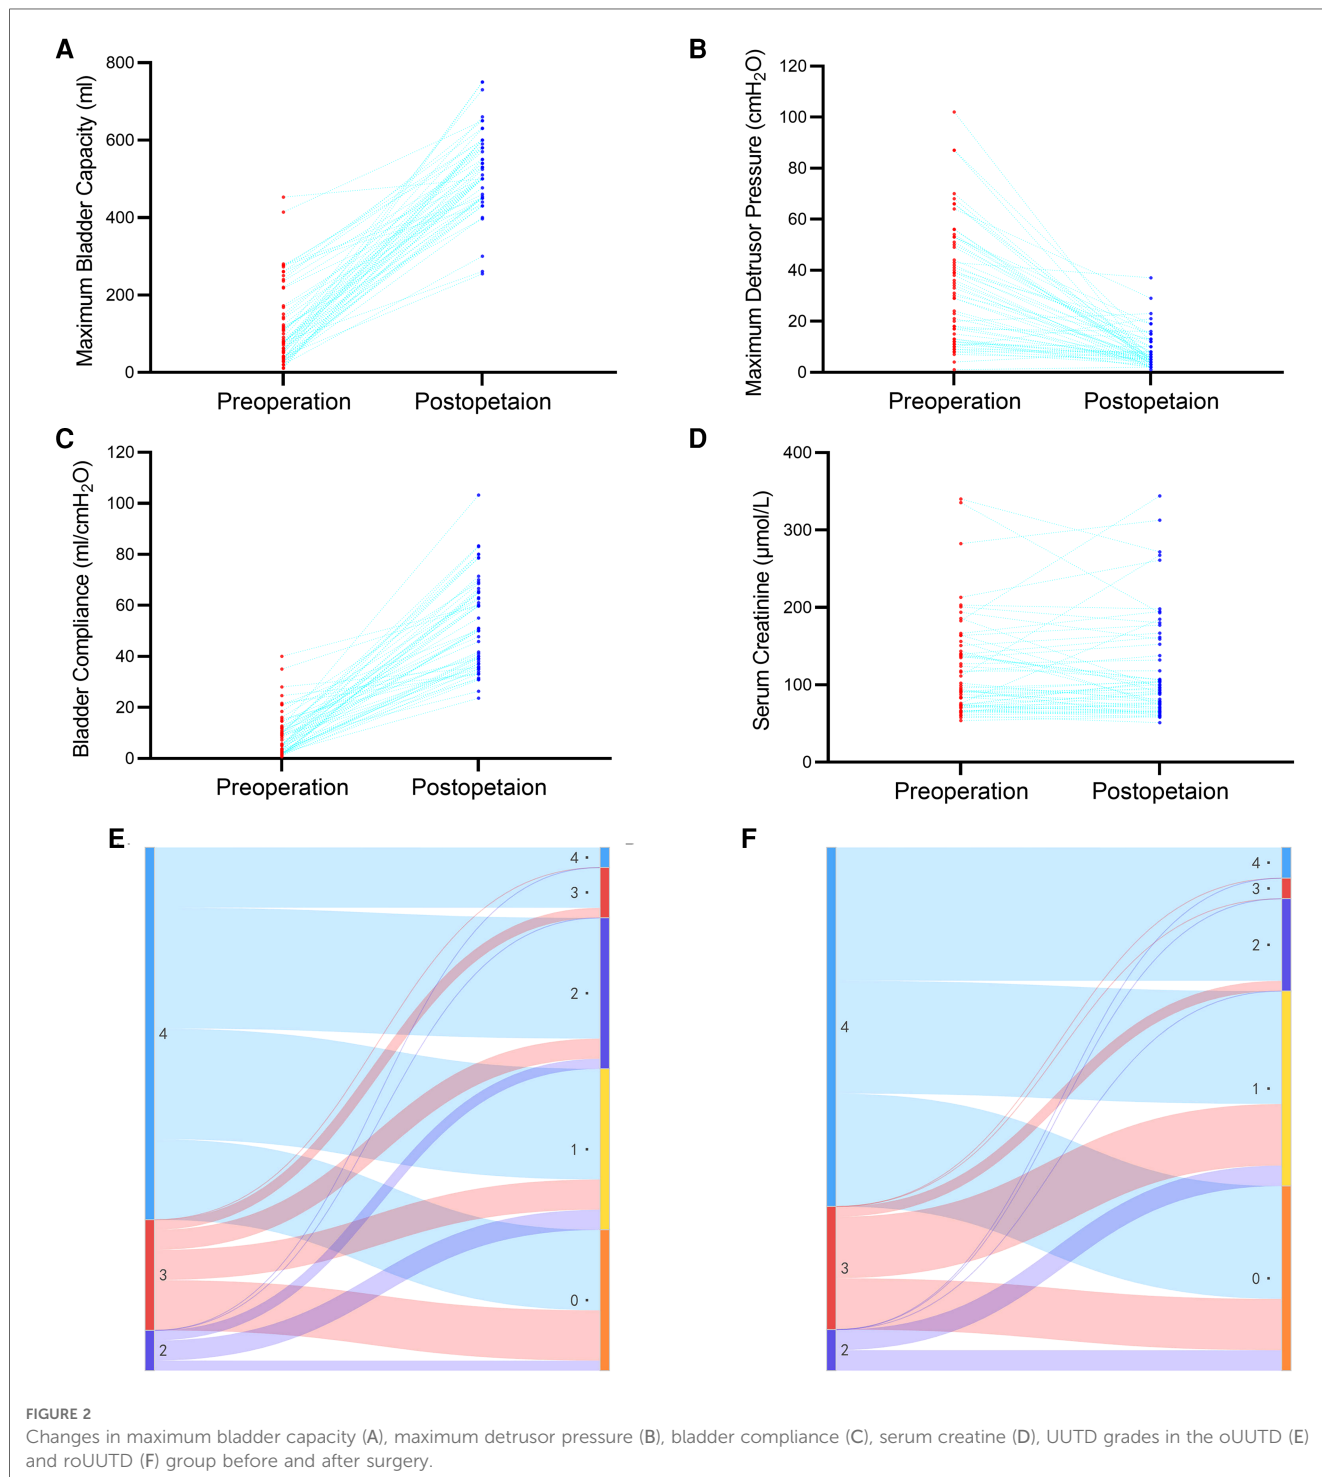 A
Maximum Bladder Capacity (ml)
800
600
400
200
0
Preoperation Postopetaion
B
Maximum Detrusor Pressure (cmH₂O)
120
100
80
60
40
20
0
Preoperation Postopetaion
C
Bladder Compliance (ml/cmH₂O)
120
100
80
60
40
20
0
Preoperation Postopetaion
D
Serum Creatinine (μmol/L)
400
300
200
100
0
Preoperation Postopetaion
E
4
3
2
4
3
2
1
0
F
4
3
2
4
3
2
1
0
FIGURE 2
Changes in maximum bladder capacity (A), maximum detrusor pressure (B), bladder compliance (C), serum creatine (D), UUTD grades in the oUUTD (E)
and roUUTD (F) group before and after surgery.